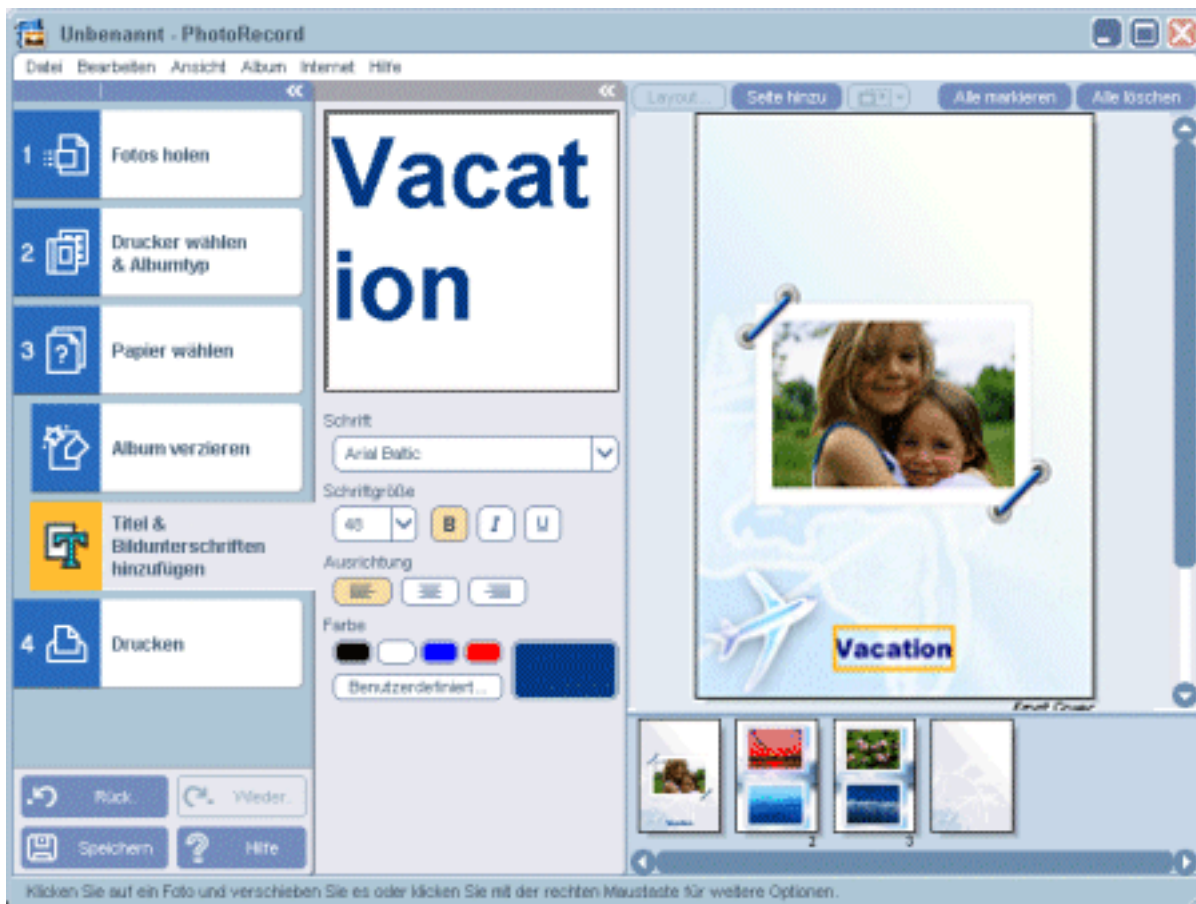 Unbenannt - PhotoRecord
Datei Bearbeiten Ansicht Album Internet Hilfe
1 Fotos holen
2 Drucker wählen
& Albumtyp
3 Papier wählen
Album verzieren
Titel &
Bildunterschriften
hinzufügen
4 Drucken
Rück.
Wieder.
Speichern
Hilfe
Vacat
ion
Schrift
Arial Baltic
Schriftgröße
48
B I U
Ausrichtung
Farbe
Benutzerdefiniert...
Layout...
Seite hinzu
Alle markieren
Alle löschen
Vacation
Front Cover
Vacation
2
3
Klicken Sie auf ein Foto und verschieben Sie es oder klicken Sie mit der rechten Maustaste für weitere Optionen.